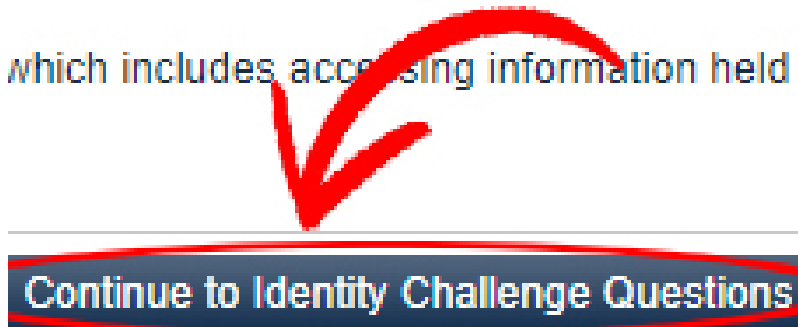 which includes accessing information held
Continue to Identity Challenge Questions